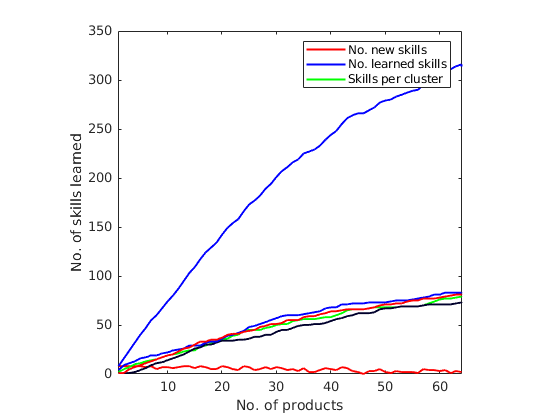 350
300
250
200
150
100
50
0
No. of skills learned
No. new skills
No. learned skills
Skills per cluster
10 20 30 40 50 60
No. of products